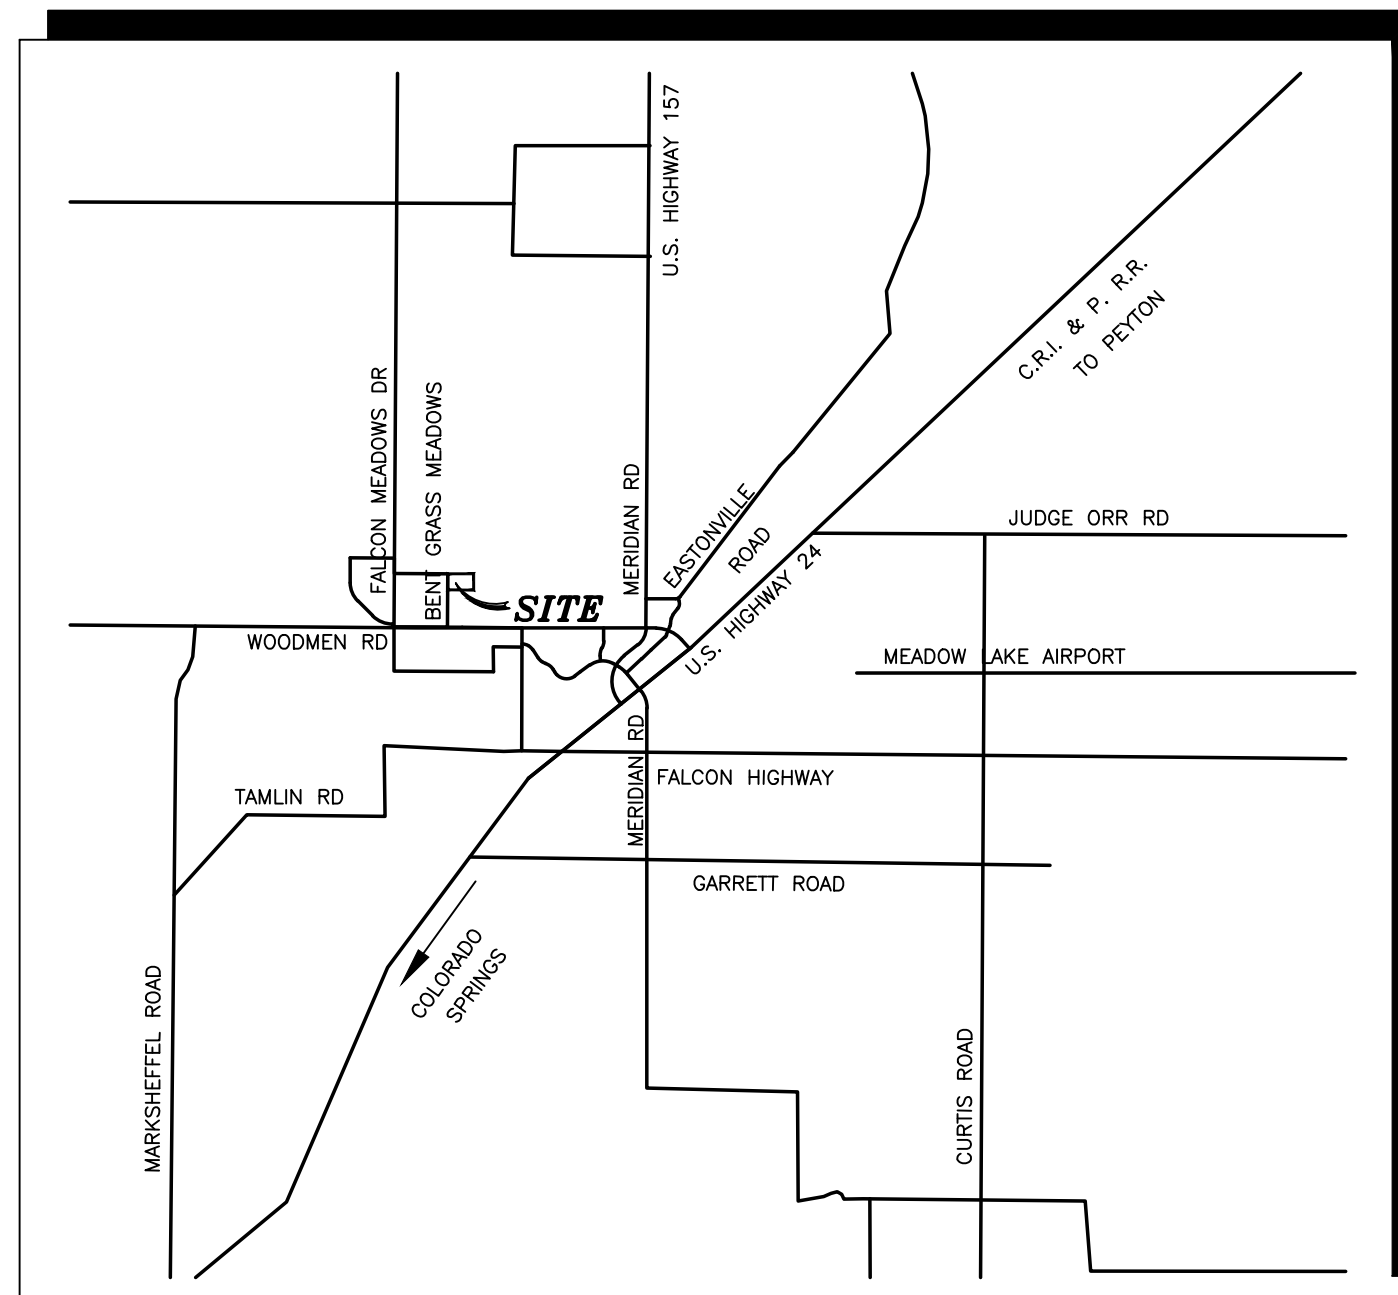 U.S. HIGHWAY 157
C.R.I. & P. R.R.
TO PEYTON
FALCON MEADOWS DR
BENT GRASS MEADOWS
MERIDIAN RD
EASTONVILLE
ROAD
JUDGE ORR RD
U.S. HIGHWAY 24
SITE
WOODMEN RD
MEADOW LAKE AIRPORT
MERIDIAN RD
FALCON HIGHWAY
TAMLIN RD
GARRETT ROAD
COLORADO
SPRINGS
MARKSHEFFEL ROAD
CURTIS ROAD